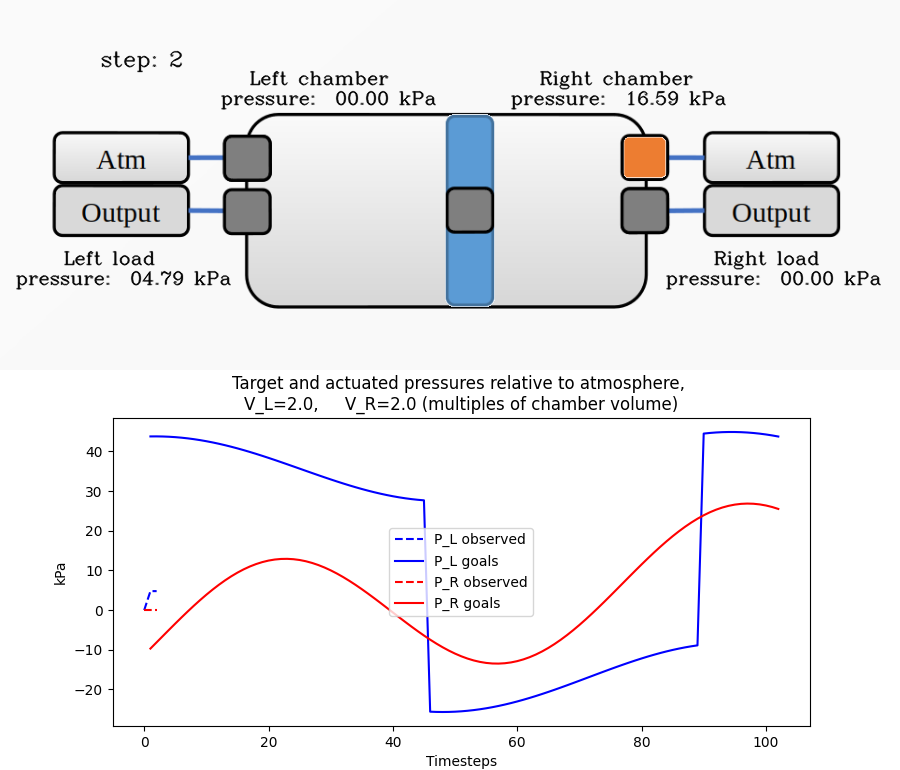 step: 2
Left chamber
pressure: 00.00 kPa
Right chamber
pressure: 16.59 kPa
Atm
Output
Atm
Output
Left load
pressure: 04.79 kPa
Right load
pressure: 00.00 kPa
Target and actuated pressures relative to atmosphere,
V_L=2.0, V_R=2.0 (multiples of chamber volume)
kPa
40
30
20
10
0
−10
−20
P_L observed
P_L goals
P_R observed
P_R goals
0 20 40 60 80 100
Timesteps